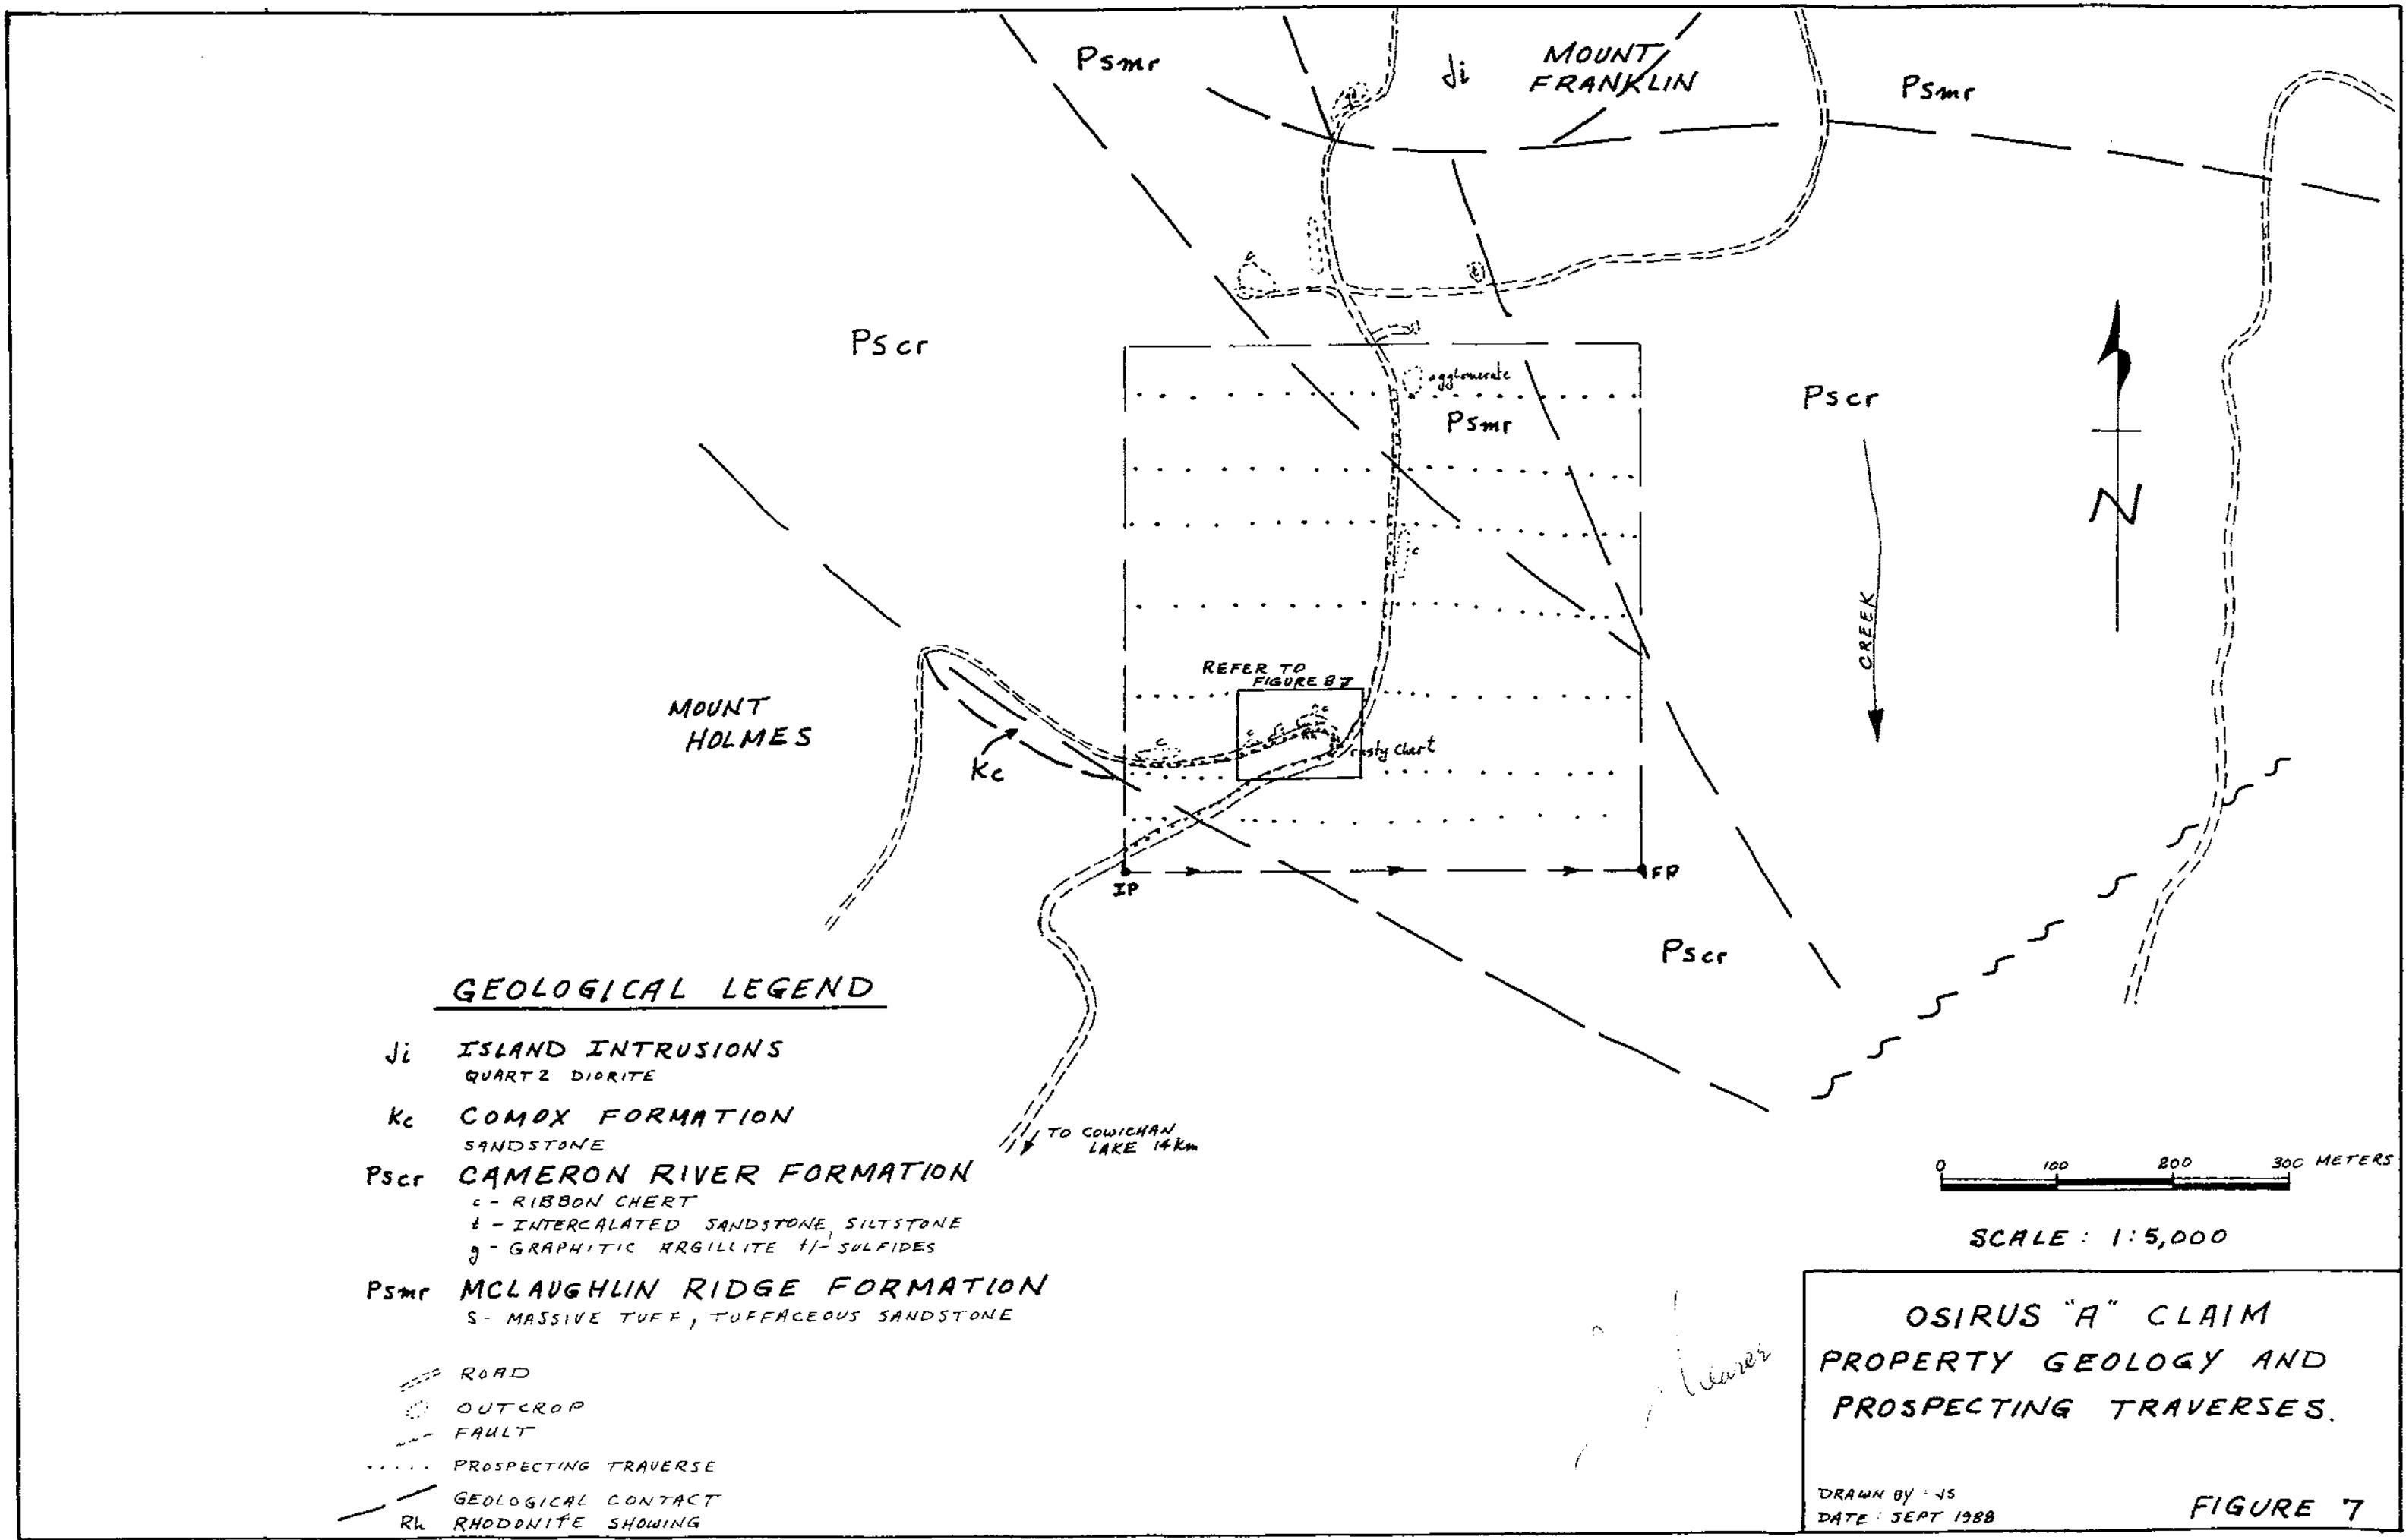 Psmr
Ji
MOUNT
FRANKLIN
Psmr
c
t
Pscr
agglomerate
Psmr
Pscr
N
c
CREEK
REFER TO
FIGURE 87
MOUNT
HOLMES
Kc
c
c
c
c
Rh
rusty chert
IP
FP
Pscr
GEOLOGICAL LEGEND
Ji ISLAND INTRUSIONS
QUARTZ DIORITE
Kc COMOX FORMATION
SANDSTONE
Pscr CAMERON RIVER FORMATION
c - RIBBON CHERT
t - INTERCALATED SANDSTONE, SILTSTONE
g - GRAPHITIC ARGILLITE +/- SULFIDES
Psmr MCLAUGHLIN RIDGE FORMATION
S - MASSIVE TUFF, TUFFACEOUS SANDSTONE
ROAD
OUTCROP
FAULT
PROSPECTING TRAVERSE
GEOLOGICAL CONTACT
Rh RHODONITE SHOWING
TO COWICHAN
LAKE 14 Km
0 100 200 300 METERS
SCALE : 1:5,000
OSIRUS "A" CLAIM
PROPERTY GEOLOGY AND
PROSPECTING TRAVERSES.
DRAWN BY : JS
DATE : SEPT 1988
FIGURE 7